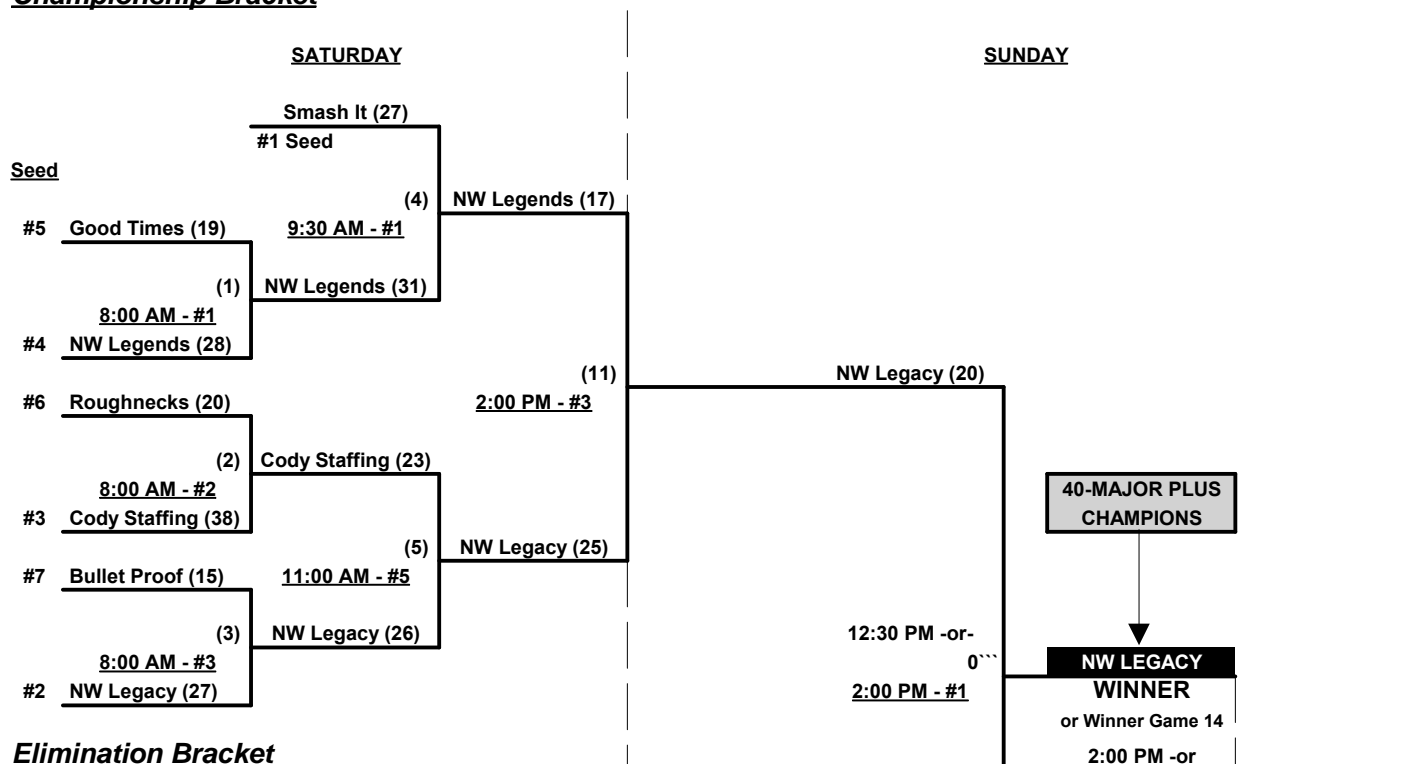 Championship Bracket
SATURDAY
SUNDAY
Smash It (27)
#1 Seed
Seed
(4)
NW Legends (17)
#5
Good Times (19)
9:30 AM - #1
(1)
NW Legends (31)
8:00 AM - #1
#4
NW Legends (28)
(11)
NW Legacy (20)
#6
Roughnecks (20)
2:00 PM - #3
(2)
Cody Staffing (23)
8:00 AM - #2
40-MAJOR PLUS
#3
Cody Staffing (38)
CHAMPIONS
(5)
NW Legacy (25)
#7
Bullet Proof (15)
11:00 AM - #5
(3)
NW Legacy (26)
12:30 PM -or-
8:00 AM - #3
0```
NW LEGACY
#2
NW Legacy (27)
2:00 PM - #1
WINNER
or Winner Game 14
Elimination Bracket
2:00 PM -or